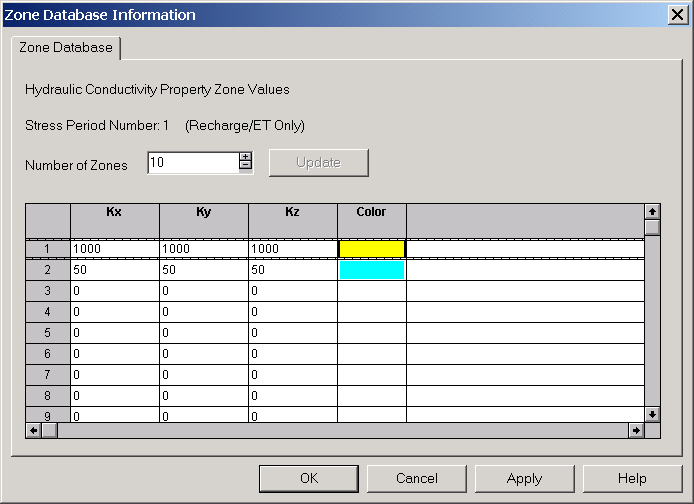 Zone Database Information
Zone Database
Hydraulic Conductivity Property Zone Values
Stress Period Number: 1 (Recharge/ET Only)
Number of Zones 10 Update
Kx Ky Kz Color
1 1000 1000 1000
2 50 50 50
3 0 0 0
4 0 0 0
5 0 0 0
6 0 0 0
7 0 0 0
8 0 0 0
9 0 0 0
OK Cancel Apply Help